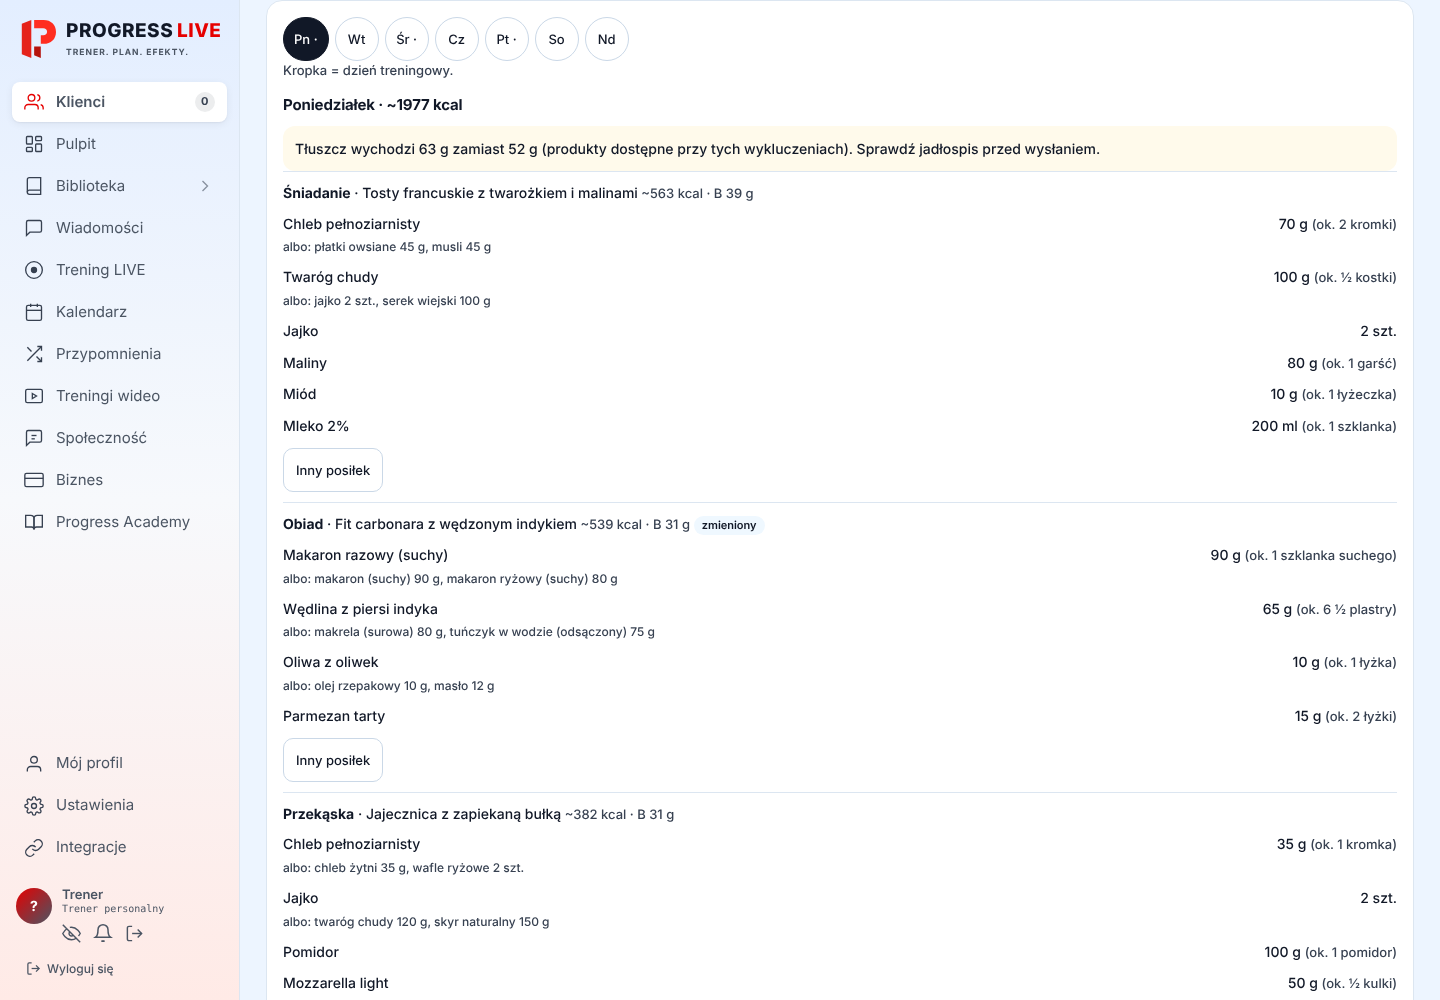 PROGRESS LIVE
TRENER. PLAN. EFEKTY.
Klienci 0
Pulpit
Biblioteka
Wiadomości
Trening LIVE
Kalendarz
Przypomnienia
Treningi wideo
Społeczność
Biznes
Progress Academy
Mój profil
Ustawienia
Integracje
?
Trener
Trener personalny
Wyloguj się
Pn · Wt Śr · Cz Pt · So Nd
Kropka = dzień treningowy.
Poniedziałek · ~1977 kcal
Tłuszcz wychodzi 63 g zamiast 52 g (produkty dostępne przy tych wykluczeniach). Sprawdź jadłospis przed wysłaniem.
Śniadanie · Tosty francuskie z twarożkiem i malinami ~563 kcal · B 39 g
Chleb pełnoziarnisty 70 g (ok. 2 kromki)
albo: płatki owsiane 45 g, musli 45 g
Twaróg chudy 100 g (ok. ½ kostki)
albo: jajko 2 szt., serek wiejski 100 g
Jajko 2 szt.
Maliny 80 g (ok. 1 garść)
Miód 10 g (ok. 1 łyżeczka)
Mleko 2% 200 ml (ok. 1 szklanka)
Inny posiłek
Obiad · Fit carbonara z wędzonym indykiem ~539 kcal · B 31 g zmieniony
Makaron razowy (suchy) 90 g (ok. 1 szklanka suchego)
albo: makaron (suchy) 90 g, makaron ryżowy (suchy) 80 g
Wędlina z piersi indyka 65 g (ok. 6 ½ plastry)
albo: makrela (surowa) 80 g, tuńczyk w wodzie (odsączony) 75 g
Oliwa z oliwek 10 g (ok. 1 łyżka)
albo: olej rzepakowy 10 g, masło 12 g
Parmezan tarty 15 g (ok. 2 łyżki)
Inny posiłek
Przekąska · Jajecznica z zapiekaną bułką ~382 kcal · B 31 g
Chleb pełnoziarnisty 35 g (ok. 1 kromka)
albo: chleb żytni 35 g, wafle ryżowe 2 szt.
Jajko 2 szt.
albo: twaróg chudy 120 g, skyr naturalny 150 g
Pomidor 100 g (ok. 1 pomidor)
Mozzarella light 50 g (ok. ½ kulki)